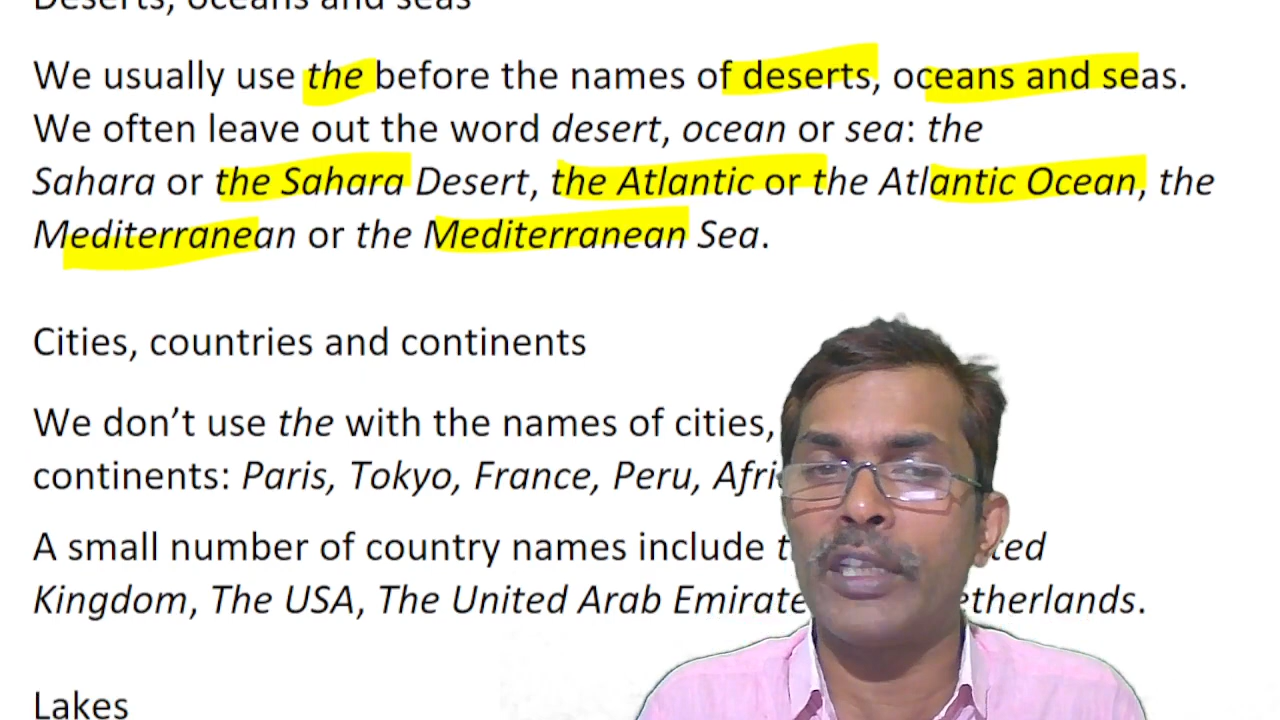 Deserts, oceans and seas
We usually use the before the names of deserts, oceans and seas.
We often leave out the word desert, ocean or sea: the
Sahara or the Sahara Desert, the Atlantic or the Atlantic Ocean, the
Mediterranean or the Mediterranean Sea.
Cities, countries and continents
We don’t use the with the names of cities,
continents: Paris, Tokyo, France, Peru,
A small number of country names include
Kingdom, The USA, The United Arab
Lakes